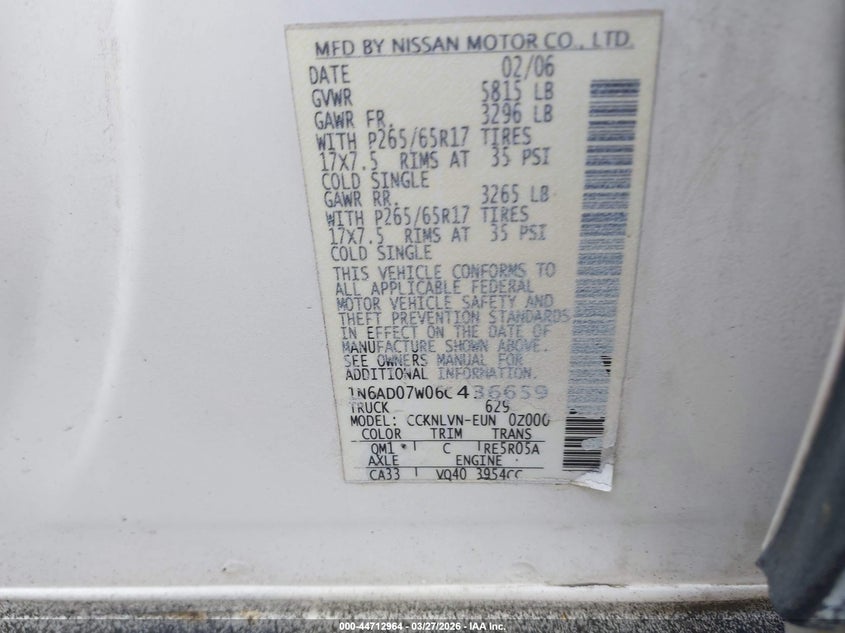 MFD BY NISSAN MOTOR CO., LTD.
DATE 02/06
GVWR 5815 LB
GAWR FR. 3296 LB
WITH P265/65R17 TIRES
17X7.5 RIMS AT 35 PSI
COLD SINGLE
GAWR RR. 3265 LB
WITH P265/65R17 TIRES
17X7.5 RIMS AT 35 PSI
COLD SINGLE
THIS VEHICLE CONFORMS TO
ALL APPLICABLE FEDERAL
MOTOR VEHICLE SAFETY AND
THEFT PREVENTION STANDARDS
IN EFFECT ON THE DATE OF
MANUFACTURE SHOWN ABOVE.
SEE OWNERS MANUAL FOR
ADDITIONAL INFORMATION.
1N6AD07W06C436659
TRUCK 629
MODEL: CCKNLVN-EUN 0Z000
COLOR TRIM TRANS
QM1 * C RE5R05A
AXLE ENGINE
CA33 VQ40 3954CC
000-44712964 - 03/27/2026 - IAA Inc.